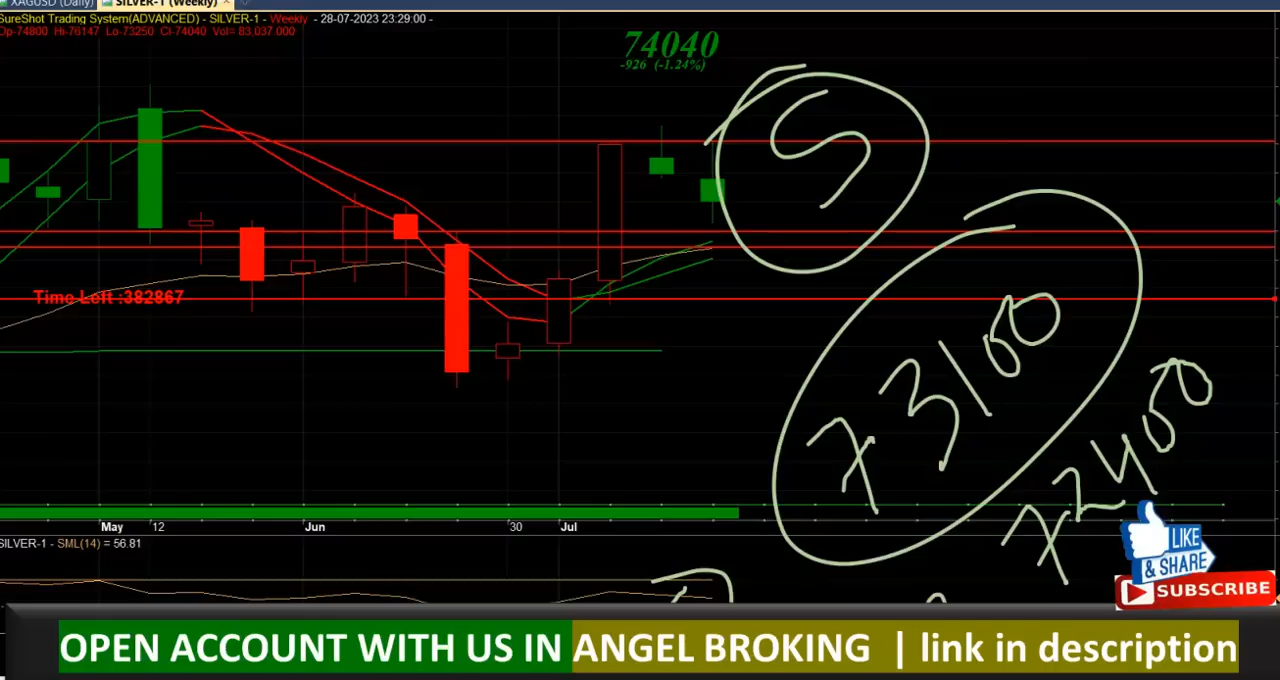 XAGUSD (Daily) SILVER-1 (Weekly)
SureShot Trading System(ADVANCED) - SILVER-1 - Weekly - 28-07-2023 23:29:00 -
Op-74800 Hi-76147 Lo-73250 Cl-74040 Vol= 83,037.000
74040
-926 (-1.24%)
S
Time Left :382867
73100
72400
May 12 Jun 30 Jul
SILVER-1 - SML(14) = 56.81
LIKE
& SHARE
SUBSCRIBE
OPEN ACCOUNT WITH US IN ANGEL BROKING | link in description